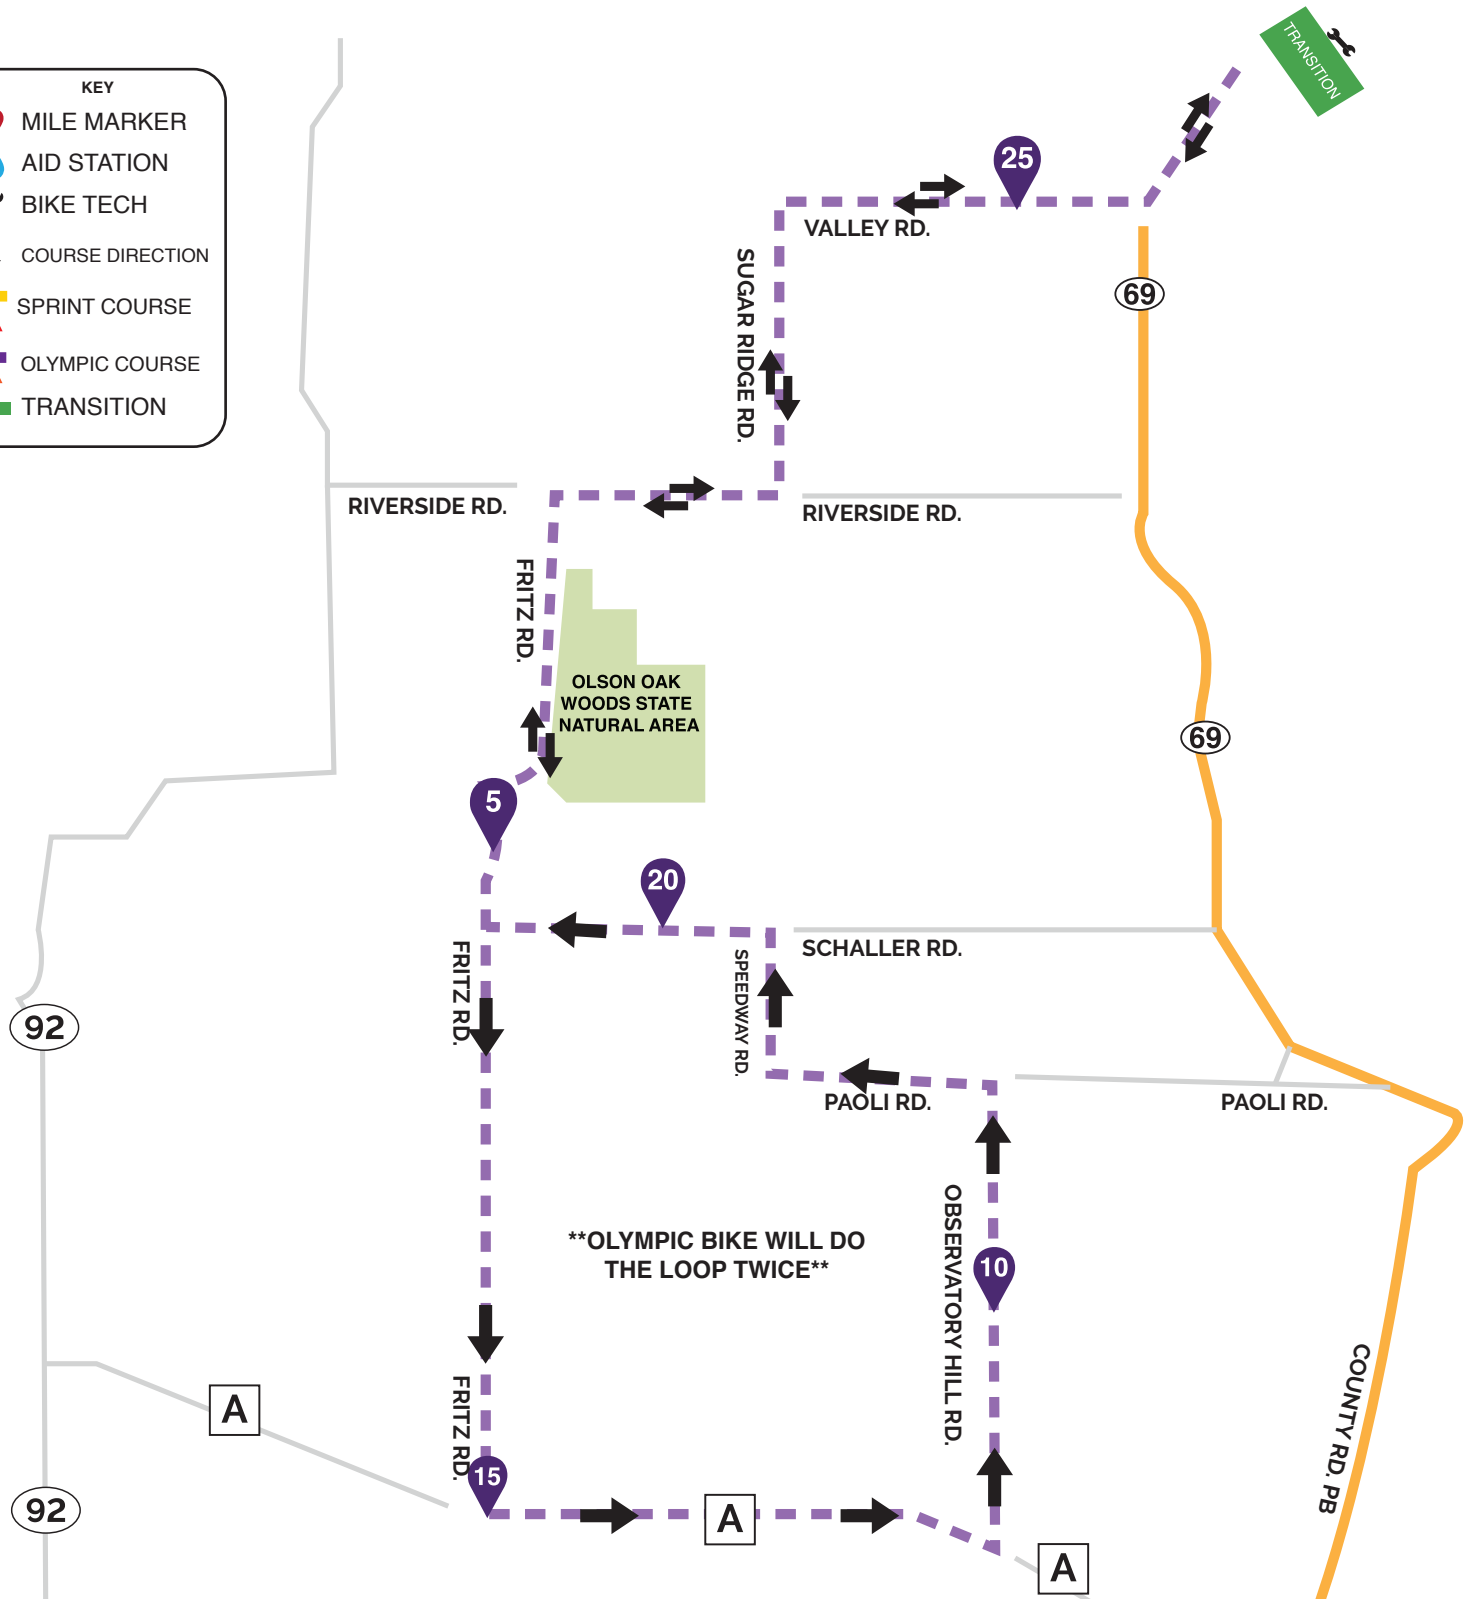 TRANSITION
KEY
MILE MARKER
AID STATION
BIKE TECH
COURSE DIRECTION
SPRINT COURSE
OLYMPIC COURSE
TRANSITION
25
VALLEY RD.
69
SUGAR RIDGE RD.
RIVERSIDE RD.
RIVERSIDE RD.
FRITZ RD.
OLSON OAK
WOODS STATE
NATURAL AREA
69
5
20
FRITZ RD.
SCHALLER RD.
SPEEDWAY RD.
92
PAOLI RD.
PAOLI RD.
**OLYMPIC BIKE WILL DO
THE LOOP TWICE**
OBSERVATORY HILL RD.
10
COUNTY RD. PB
A
FRITZ RD.
15
92
A
A